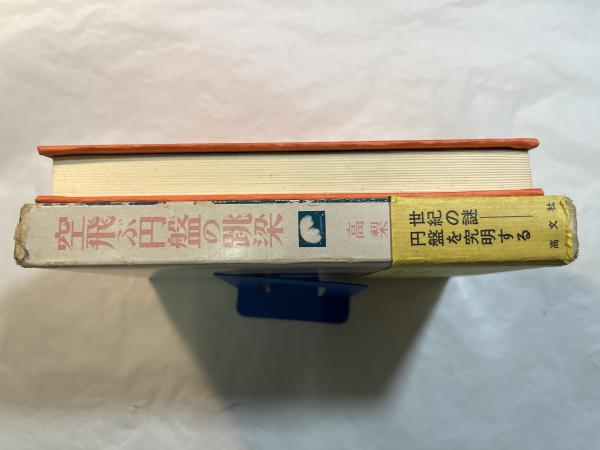 空飛ぶ円盤の跳梁
高梨
世紀の謎──
円盤を究明する
高文社